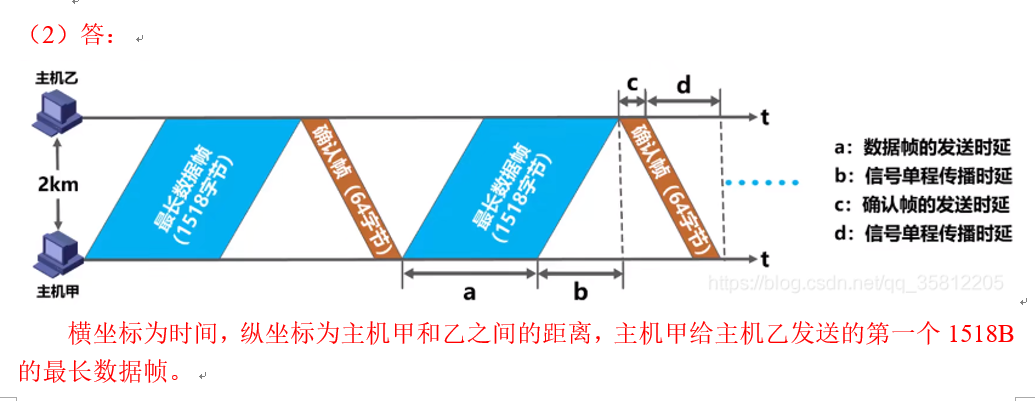 （2）答：
主机乙
c
d
t
最长数据帧
（1518字节）
确认帧（64字节）
最长数据帧
（1518字节）
确认帧（64字节）
2km
a：数据帧的发送时延
b：信号单程传播时延
c：确认帧的发送时延
d：信号单程传播时延
t
主机甲
a
b
https://blog.csdn.net/qq_35812205
横坐标为时间，纵坐标为主机甲和乙之间的距离，主机甲给主机乙发送的第一个 1518B
的最长数据帧。